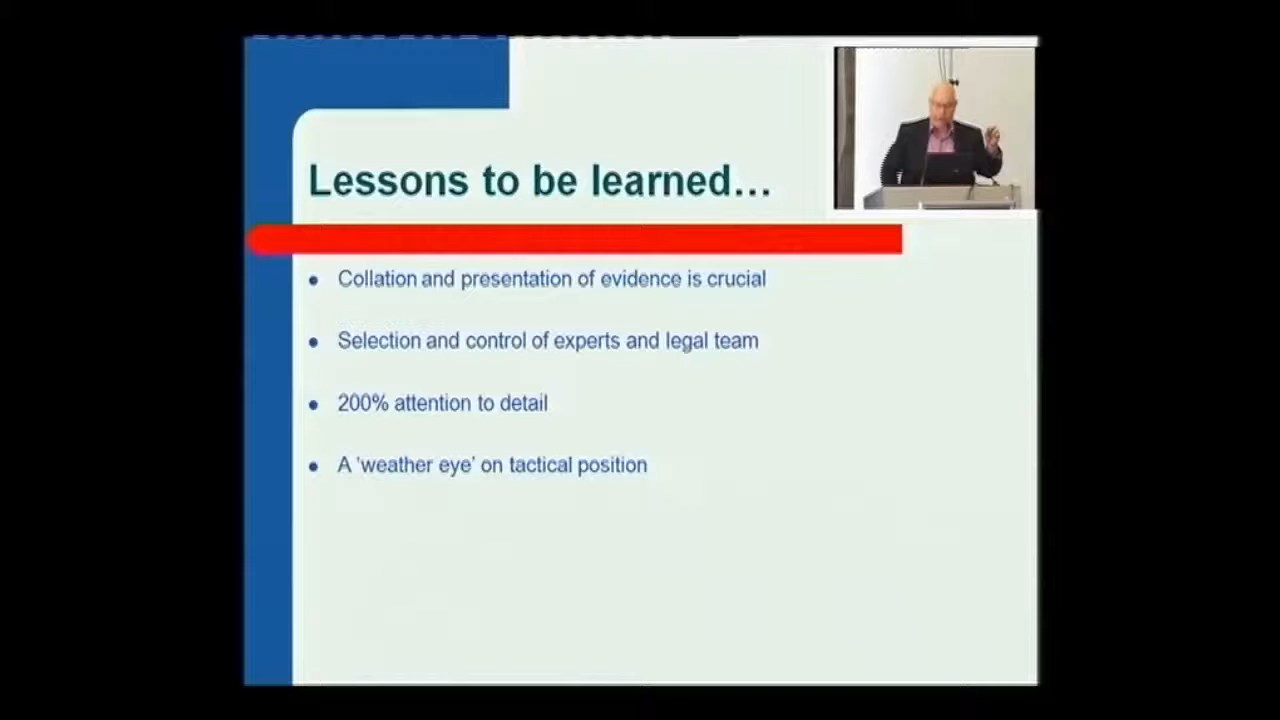 Lessons to be learned...
• Collation and presentation of evidence is crucial
• Selection and control of experts and legal team
• 200% attention to detail
• A 'weather eye' on tactical position